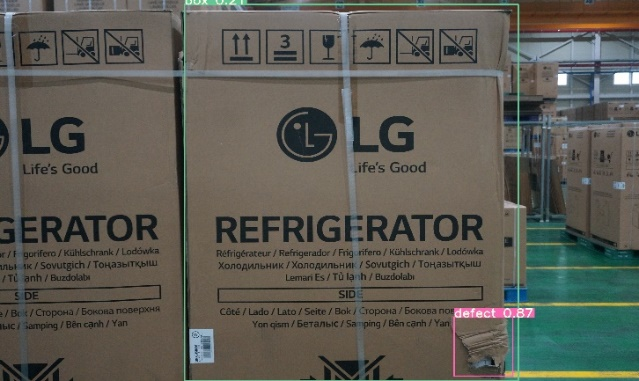 box 0.21
3
LG
Life's Good
GERATOR
/ Frigorifero / Kühlschrank / Lodówka
/ Sovutgich / Тоңазытқыш
/ Tủ lạnh / Buzdolabı
SIDE
/ Bok / Сторона / Бокова поверхня
/ Samping / Bên cạnh / Yan
LG
Life's Good
REFRIGERATOR
Réfrigérateur / Refrigerador / Frigorifero / Kühlschrank / Lodówka
Холодильник / Холодильник / Sovutgich / Тоңазытқыш
Lemari Es / Tủ lạnh / Buzdolabı
SIDE
Côté / Lado / Lato / Seite / Bok / Сторона / Бокова поверхня
Yon qism / Беталыс / Samping / Bên cạnh / Yan
defect 0.87